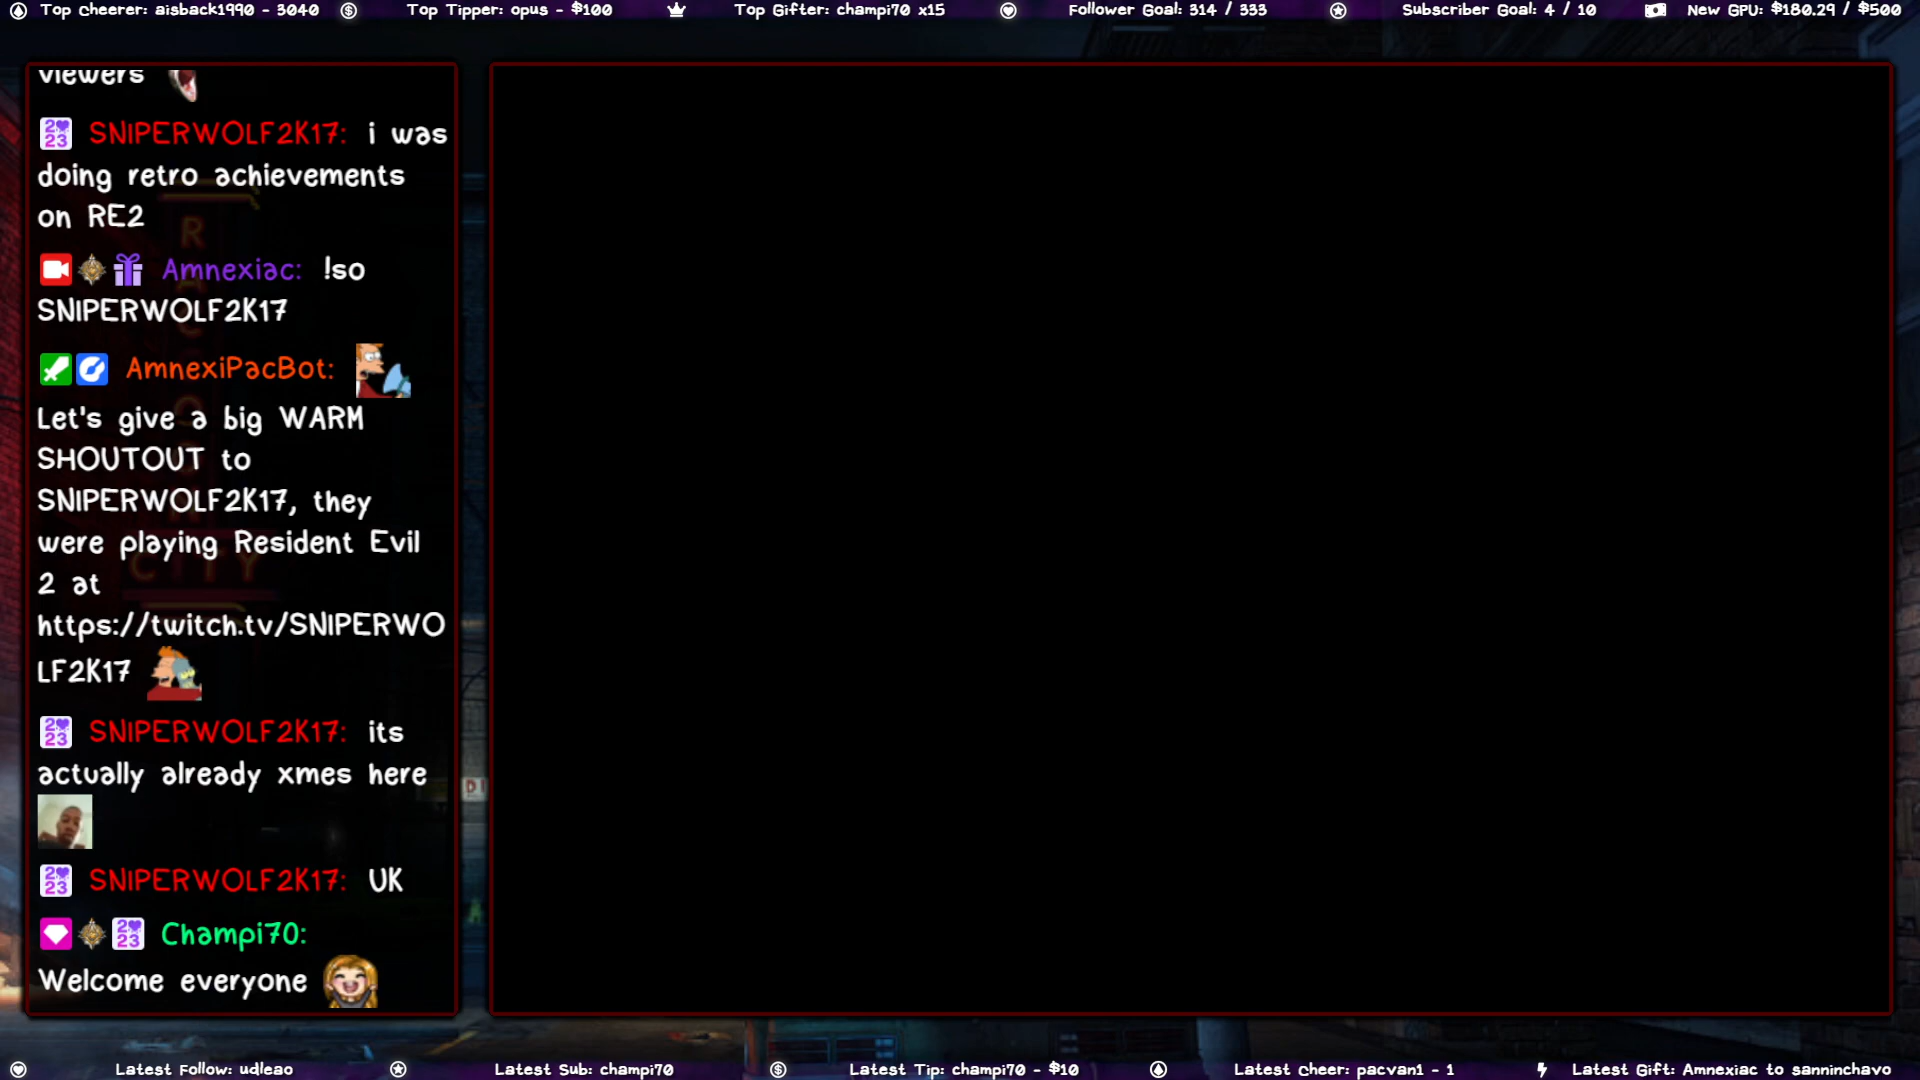 Top Cheerer: aisback1990 - 3040
Top Tipper: opus - $100
Top Gifter: champi70 x15
Follower Goal: 314 / 333
Subscriber Goal: 4 / 10
New GPU: $180.29 / $500
viewers
SNIPERWOLF2K17: i was
doing retro achievements
on RE2
Amnexiac: !so
SNIPERWOLF2K17
AmnexiPacBot:
Let's give a big WARM
SHOUTOUT to
SNIPERWOLF2K17, they
were playing Resident Evil
2 at
https://twitch.tv/SNIPERWO
LF2K17
SNIPERWOLF2K17: its
actually already xmes here
SNIPERWOLF2K17: UK
Champi70:
Welcome everyone
Latest Follow: udleao
Latest Sub: champi70
Latest Tip: champi70 - $10
Latest Cheer: pacvan1 - 1
Latest Gift: Amnexiac to sanninchavo